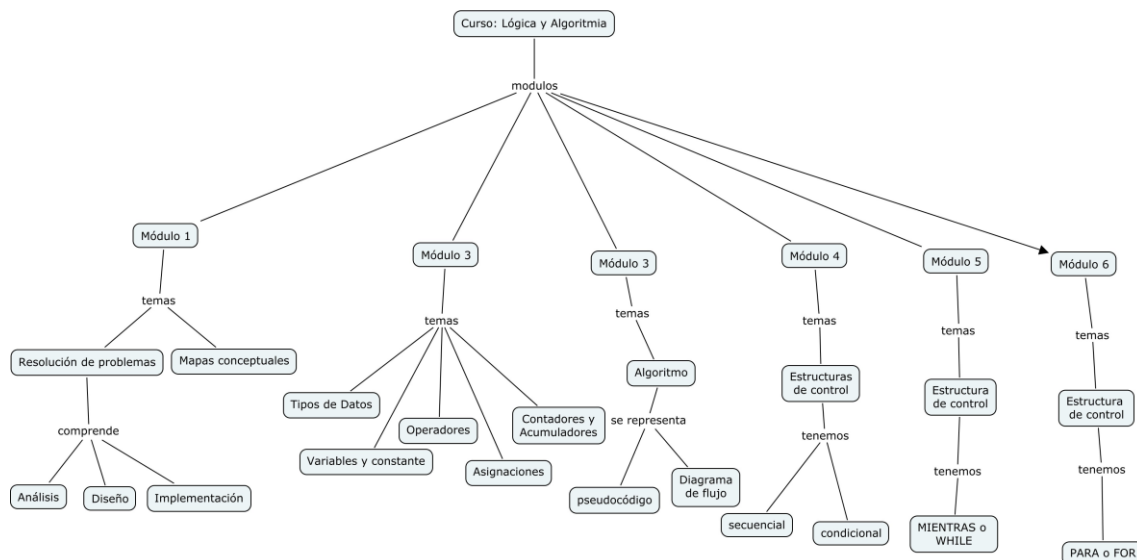 Curso: Lógica y Algoritmia
modulos
Módulo 1
Módulo 3
Módulo 3
Módulo 4
Módulo 5
Módulo 6
temas
temas
temas
temas
temas
temas
Resolución de problemas
Mapas conceptuales
Tipos de Datos
Variables y constante
Operadores
Asignaciones
Contadores y
Acumuladores
Algoritmo
Estructuras
de control
Estructura
de control
Estructura
de control
comprende
se representa
tenemos
tenemos
tenemos
Análisis
Diseño
Implementación
pseudocódigo
Diagrama
de flujo
secuencial
condicional
MIENTRAS o
WHILE
PARA o FOR